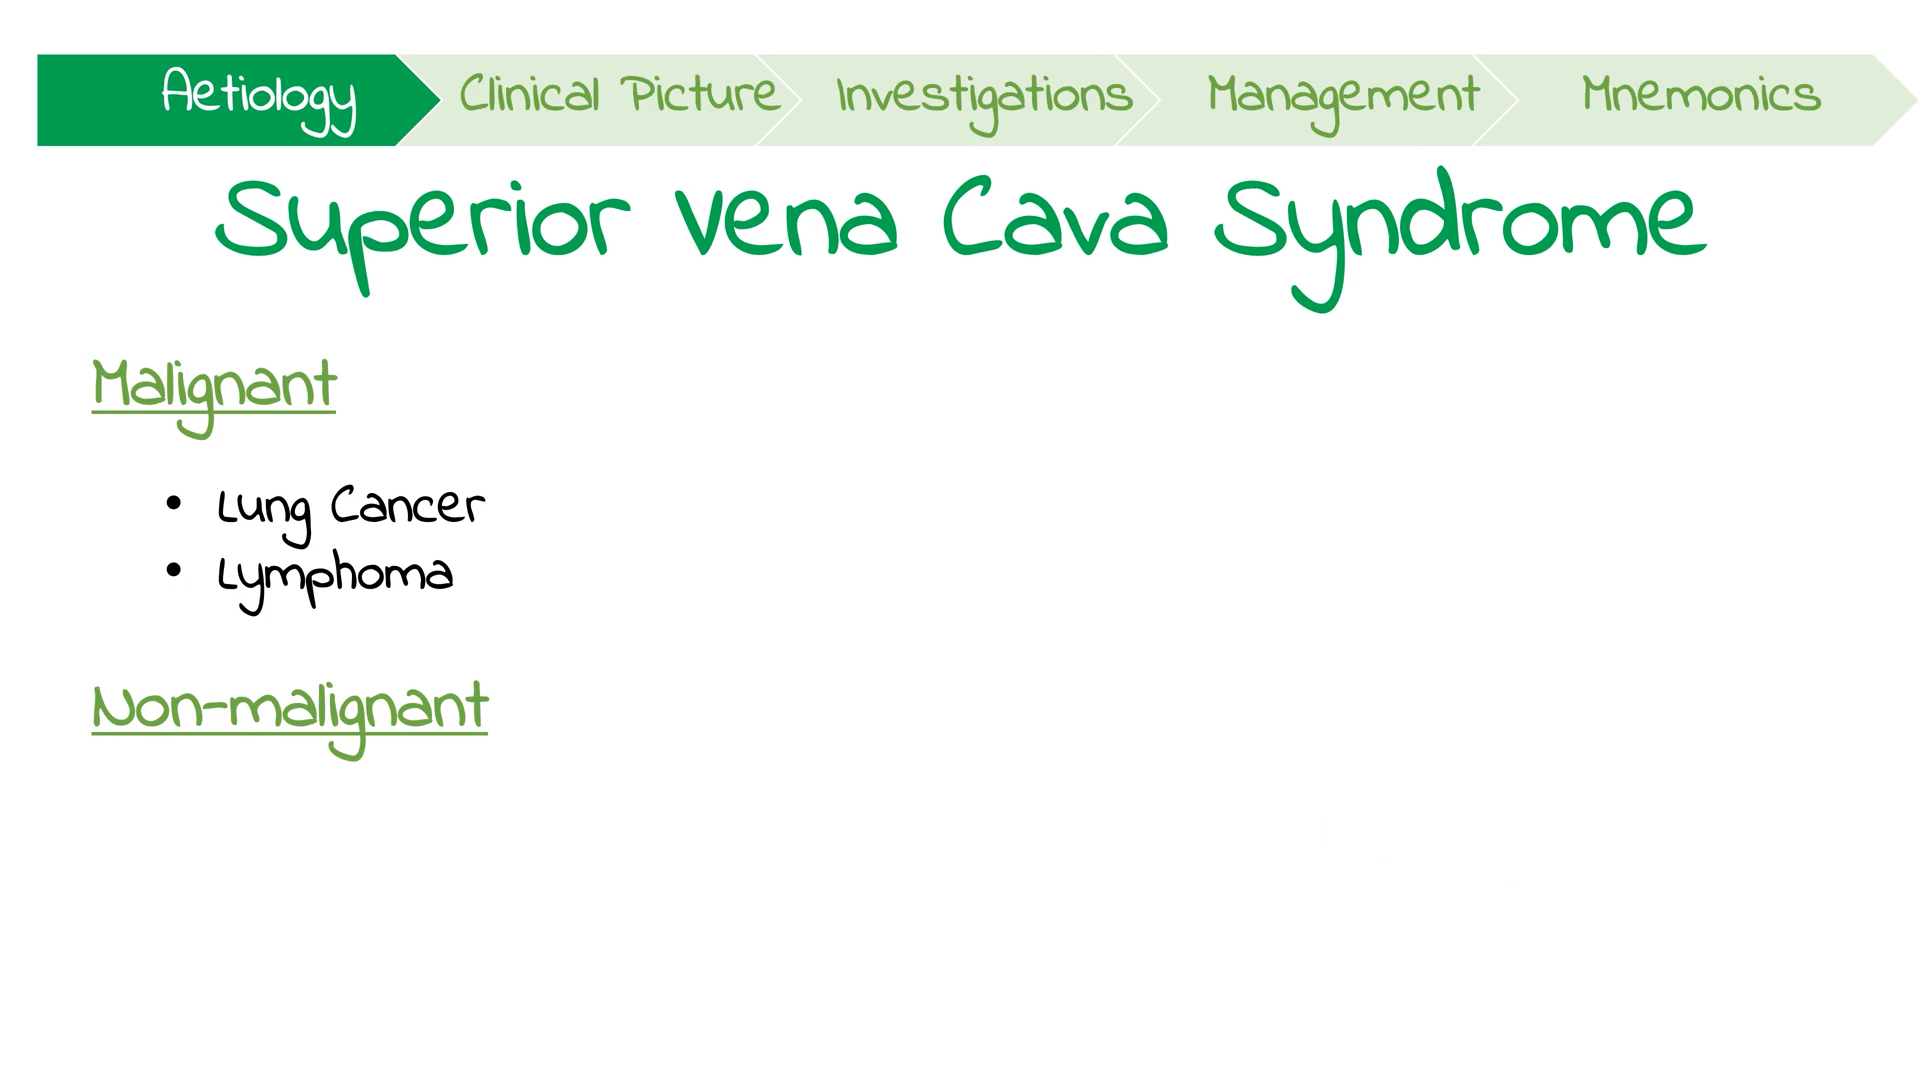 Aetiology Clinical Picture Investigations Management Mnemonics
Superior Vena Cava Syndrome
Malignant
• Lung Cancer
• Lymphoma
Non-malignant